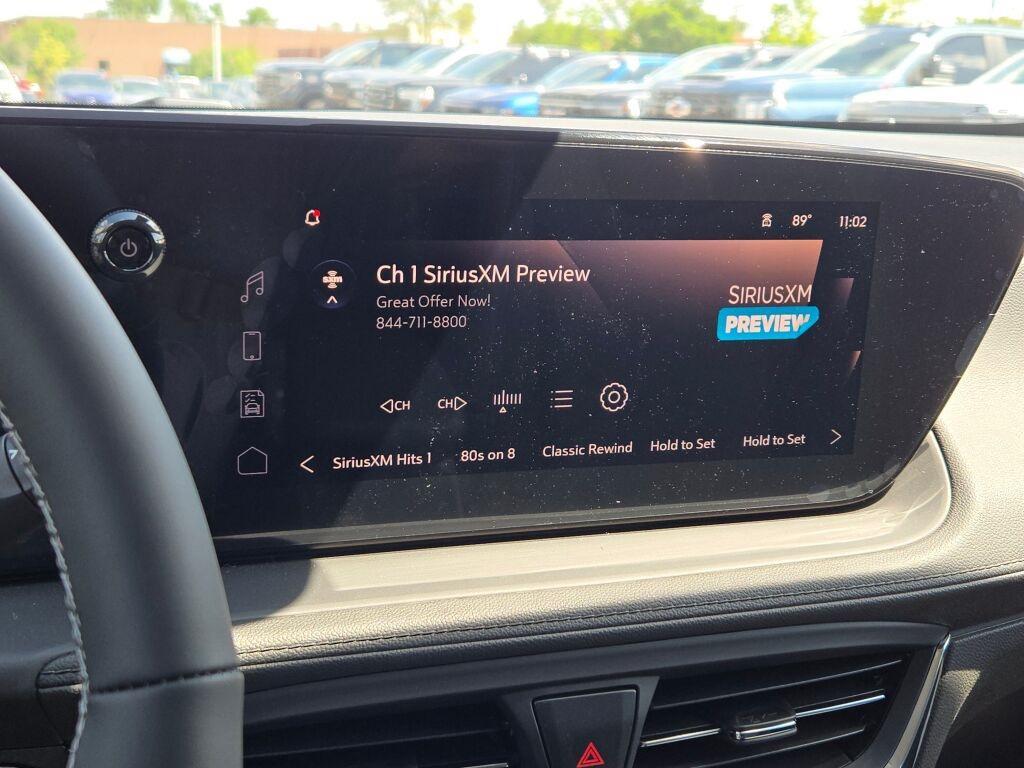 89° 11:02
sxm
Ch 1 SiriusXM Preview
Great Offer Now!
844-711-8800
SIRIUSXM
PREVIEW
CH CH
SiriusXM Hits 1 80s on 8 Classic Rewind Hold to Set Hold to Set